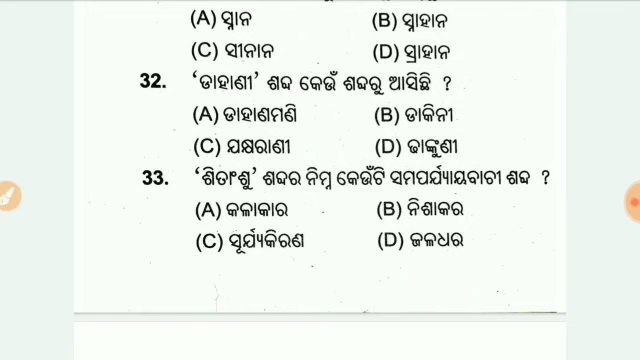 (A) ସ୍ନାନ (B) ସ୍ନାହାନ
(C) ସୀନାନ (D) ସ୍ରାହାନ
32. ‘ଡାହାଣୀ’ ଶବ୍ଦ କେଉଁ ଶବ୍ଦରୁ ଆସିଛି ?
(A) ଡାହାଣମଣି (B) ଡାକିନୀ
(C) ଯକ୍ଷରାଣୀ (D) ଢାଙ୍କୁଣୀ
33. ‘ଶିତାଂଶୁ’ ଶବ୍ଦର ନିମ୍ନ କେଉଁଟି ସମପର୍ଯ୍ୟାୟବାଚୀ ଶବ୍ଦ ?
(A) କଳାକାର (B) ନିଶାକର
(C) ସୂର୍ଯ୍ୟକିରଣ (D) ଜଳଧର